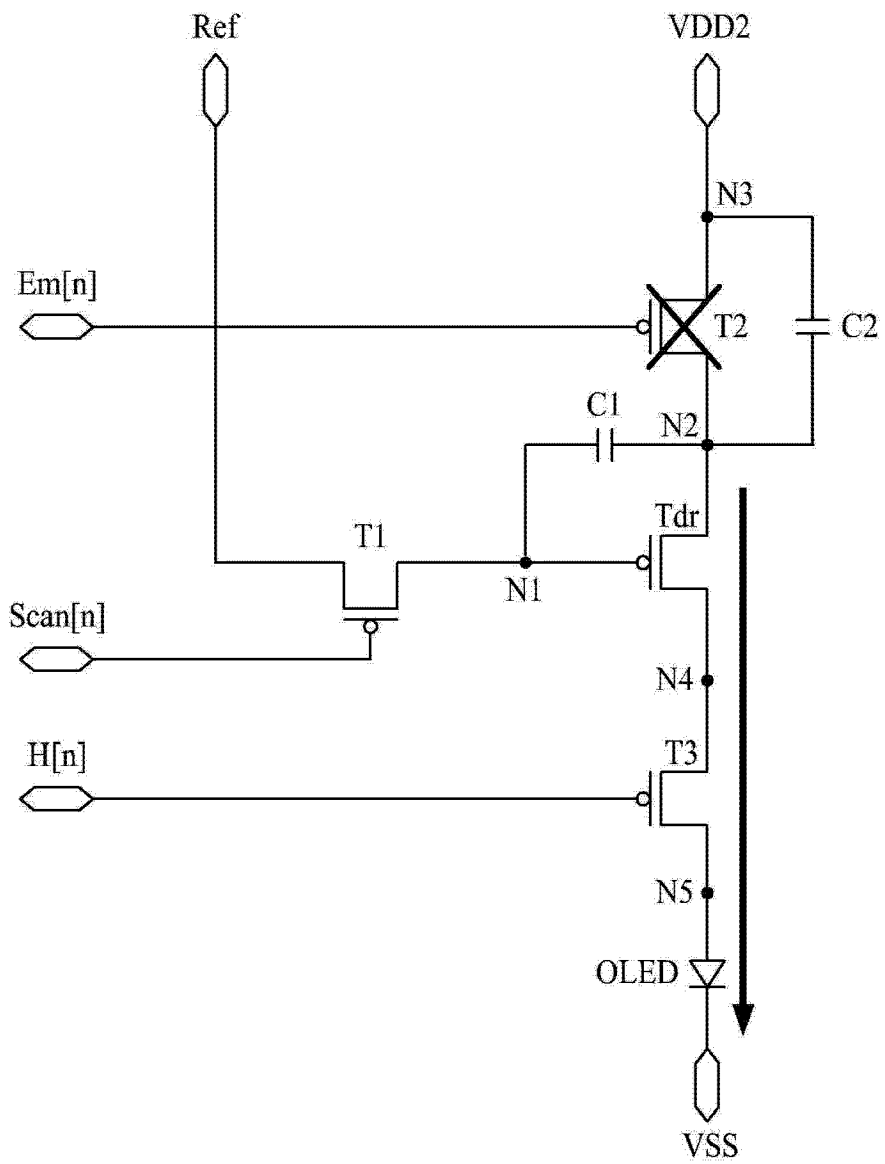 Ref
VDD2
N3
Em[n]
T2
C2
C1
N2
T1
Tdr
N1
Scan[n]
N4
H[n]
T3
N5
OLED
VSS